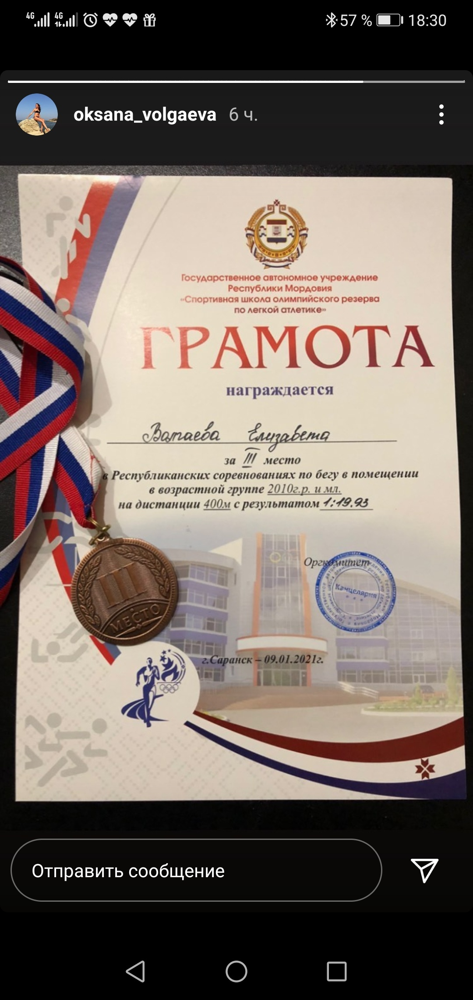 4G 4G 57 % 18:30
oksana_volgaeva 6 ч.
Государственное автономное учреждение
Республики Мордовия
«Спортивная школа олимпийского резерва
по легкой атлетике»
ГРАМОТА
награждается
Елизавета
за III место
в Республиканских соревнованиях по бегу в помещении
в возрастной группе 2010г.р. и мл.
на дистанции 400м с результатом 1:19.93
Оргкомитет
Канцелярия
III
МЕСТО
г.Саранск – 09.01.2021г.
Отправить сообщение